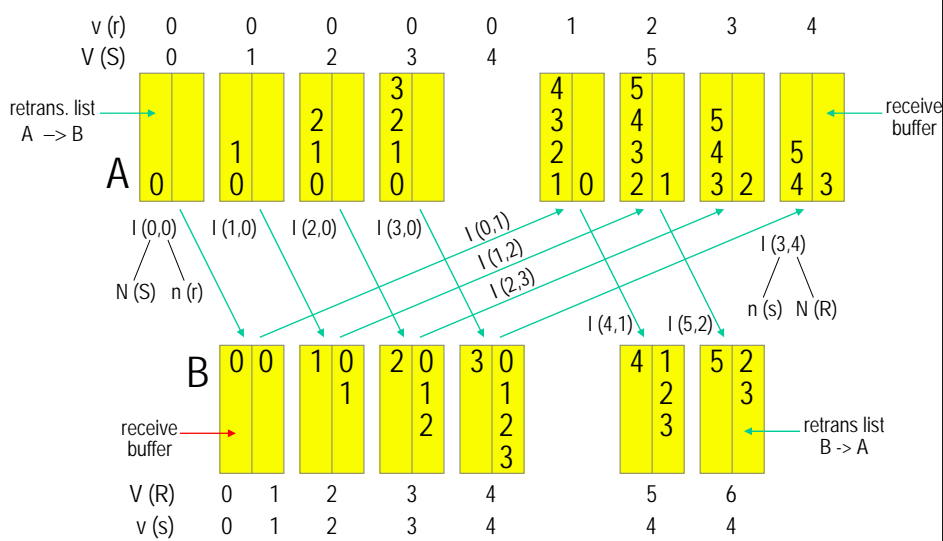 v (r) 0 0 0 0 0 1 2 3 4
V (S) 0 1 2 3 4 5
3 4 5
retrans. list
A –> B
2 2 3 4 5
receive
buffer
1 1 1 2 3 4 5
A
0 0 0 0 1 0 2 1 3 2 4 3
I (0,0) I (1,0) I (2,0) I (3,0) I (0,1)
I (1,2)
I (2,3)
I (3,4)
N (S) n (r)
n (s) N (R)
I (4,1) I (5,2)
B
0 0 1 0 2 0 3 0 4 1 5 2
1 1 1 2 3
receive
buffer
2 2 3
retrans list
B -> A
3
V (R) 0 1 2 3 4 5 6
v (s) 0 1 2 3 4 4 4